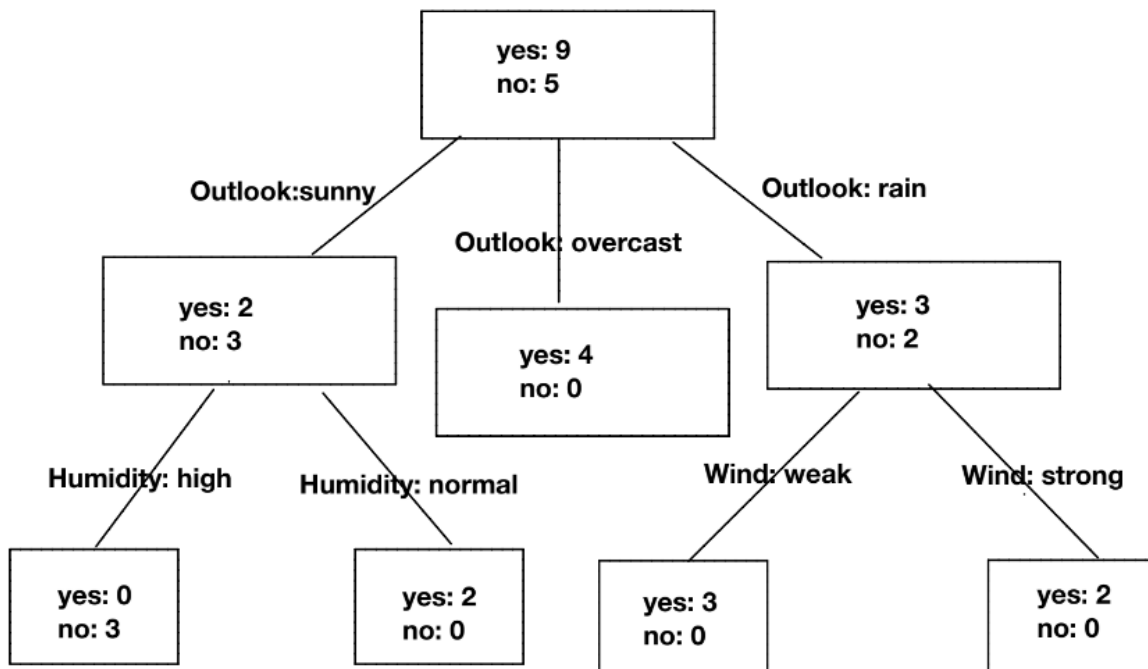 yes: 9
no: 5
Outlook:sunny
Outlook: overcast
Outlook: rain
yes: 2
no: 3
yes: 4
no: 0
yes: 3
no: 2
Humidity: high
Humidity: normal
Wind: weak
Wind: strong
yes: 0
no: 3
yes: 2
no: 0
yes: 3
no: 0
yes: 2
no: 0